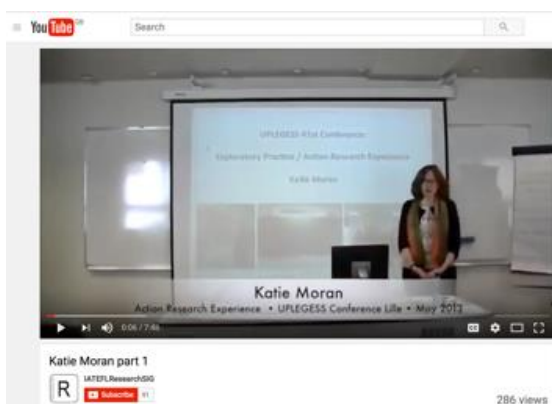 YouTube
Search
UPLEGESS 41st Conference:
Exploratory Practice / Action Research Experience
Katie Moran
Katie Moran
Action Research Experience • UPLEGESS Conference Lille • May 2013
0:06 / 7:46
Katie Moran part 1
R
IATEFLResearchSIG
Subscribe 61
286 views